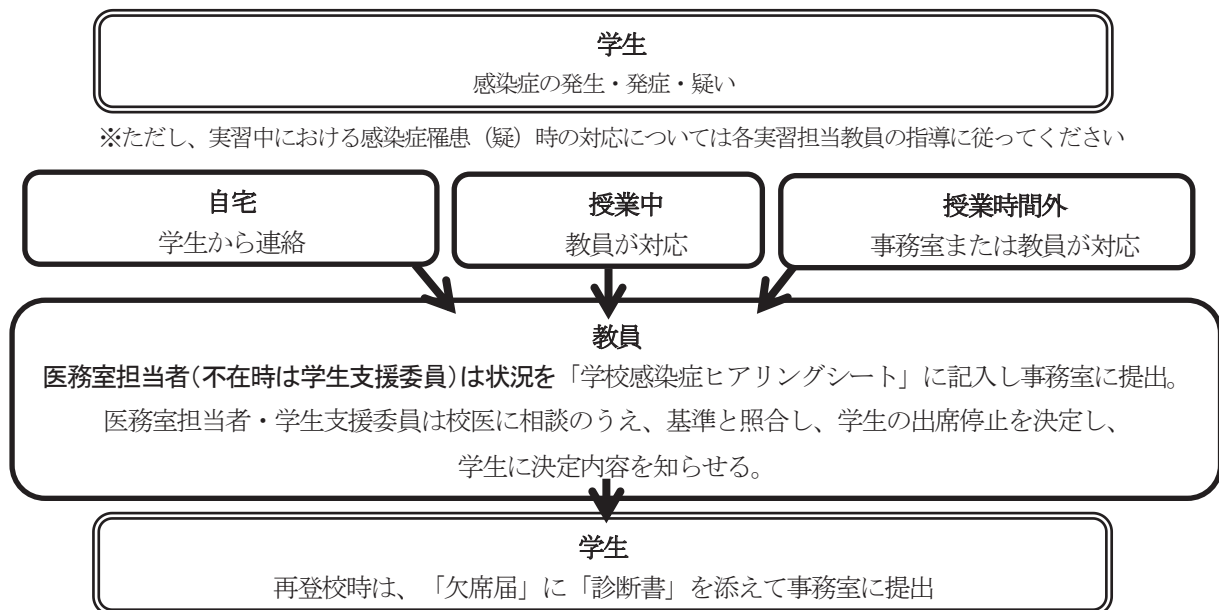 学生
感染症の発生・発症・疑い
※ただし、実習中における感染症罹患（疑）時の対応については各実習担当教員の指導に従ってください
自宅
学生から連絡
授業中
教員が対応
授業時間外
事務室または教員が対応
教員
医務室担当者（不在時は学生支援委員）は状況を「学校感染症ヒアリングシート」に記入し事務室に提出。
医務室担当者・学生支援委員は校医に相談のうえ、基準と照合し、学生の出席停止を決定し、
学生に決定内容を知らせる。
学生
再登校時は、「欠席届」に「診断書」を添えて事務室に提出